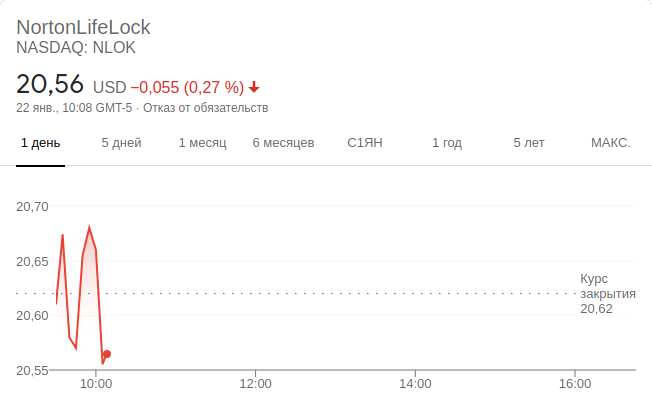 NortonLifeLock
NASDAQ: NLOK
20,56 USD −0,055 (0,27 %)
22 янв., 10:08 GMT-5 · Отказ от обязательств
1 день 5 дней 1 месяц 6 месяцев С1ЯН 1 год 5 лет МАКС.
20,70
20,65
20,60
20,55
Курс
закрытия
20,62
10:00 12:00 14:00 16:00